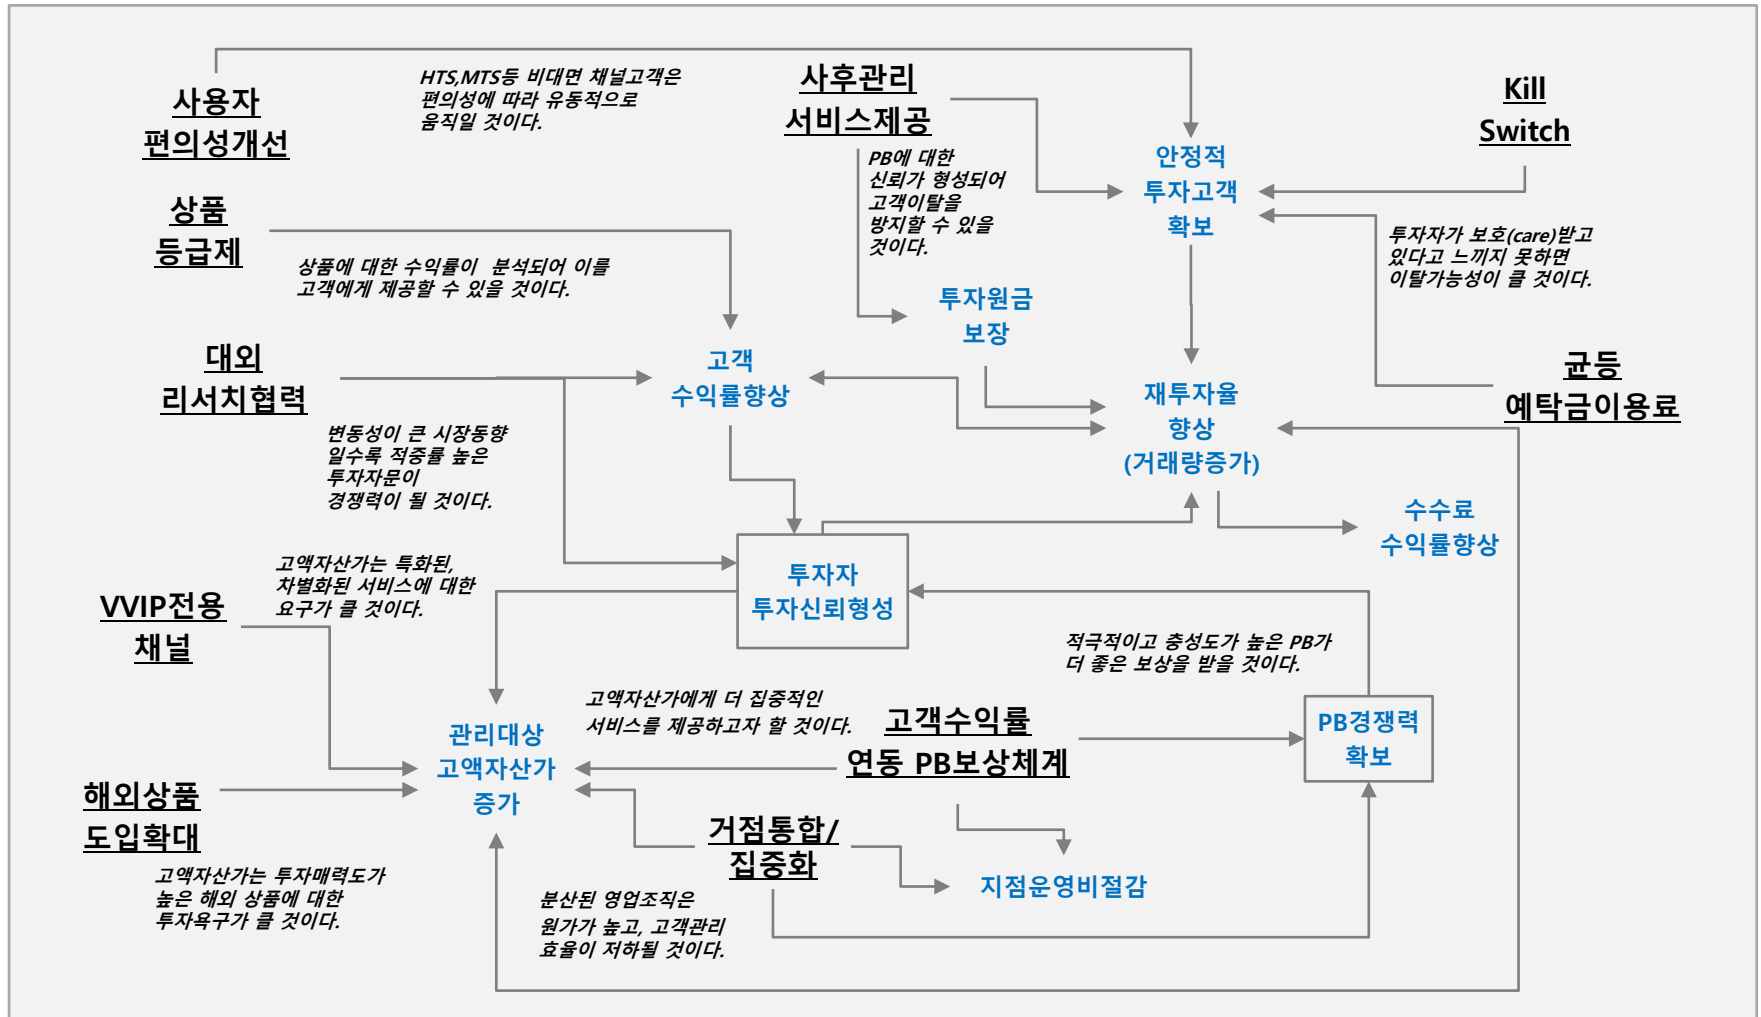 사용자
편의성개선
HTS,MTS등 비대면 채널고객은
편의성에 따라 유동적으로
움직일 것이다.
사후관리
서비스제공
Kill
Switch
PB에 대한
신뢰가 형성되어
고객이탈을
방지할 수 있을
것이다.
안정적
투자고객
확보
상품
등급제
상품에 대한 수익률이 분석되어 이를
고객에게 제공할 수 있을 것이다.
투자자가 보호(care)받고
있다고 느끼지 못하면
이탈가능성이 클 것이다.
투자원금
보장
대외
리서치협력
고객
수익률향상
재투자율
향상
(거래량증가)
균등
예탁금이용료
변동성이 큰 시장동향
일수록 적중률 높은
투자자문이
경쟁력이 될 것이다.
수수료
수익률향상
고액자산가는 특화된,
차별화된 서비스에 대한
요구가 클 것이다.
투자자
투자신뢰형성
VVIP전용
채널
적극적이고 충성도가 높은 PB가
더 좋은 보상을 받을 것이다.
고액자산가에게 더 집중적인
서비스를 제공하고자 할 것이다.
관리대상
고액자산가
증가
고객수익률
연동 PB보상체계
PB경쟁력
확보
해외상품
도입확대
거점통합/
집중화
고액자산가는 투자매력도가
높은 해외 상품에 대한
투자욕구가 클 것이다.
지점운영비절감
분산된 영업조직은
원가가 높고, 고객관리
효율이 저하될 것이다.